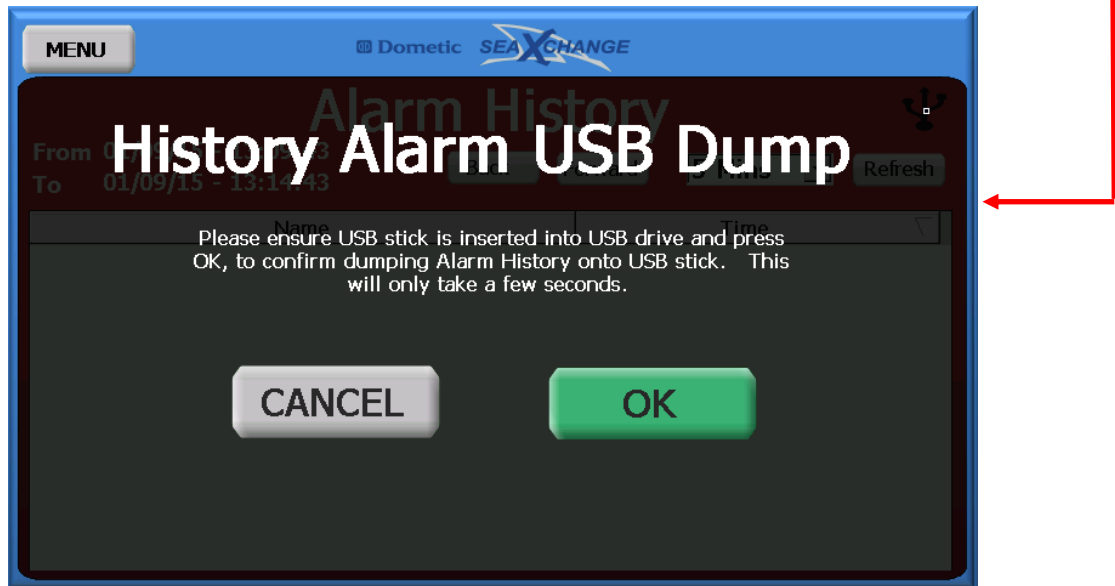 MENU
Dometic SEAXCHANGE
Alarm History
History Alarm USB Dump
From
To 01/09/15 - 13:14:43
Refresh
Name Time
Please ensure USB stick is inserted into USB drive and press
OK, to confirm dumping Alarm History onto USB stick. This
will only take a few seconds.
CANCEL OK